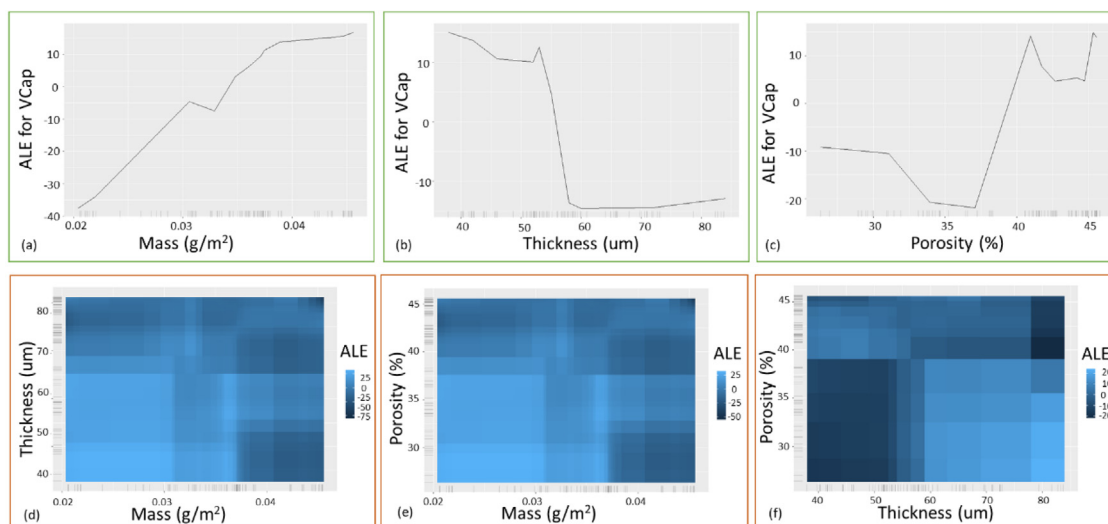 ALE for VCap
10
0
-10
-20
-30
-40
0.02
0.03
0.04
(a)
Mass (g/m²)
ALE for VCap
10
0
-10
40
50
60
70
80
(b)
Thickness (um)
ALE for VCap
10
0
-10
-20
30
35
40
45
(c)
Porosity (%)
Thickness (um)
80
70
60
50
40
0.02
0.04
(d)
Mass (g/m²)
ALE
25
0
-25
-50
-75
Porosity (%)
45
40
35
30
0.02
0.03
0.04
(e)
Mass (g/m²)
ALE
25
0
-25
-50
Porosity (%)
45
40
35
30
40
50
60
70
80
(f)
Thickness (um)
ALE
20
10
0
-10
-20